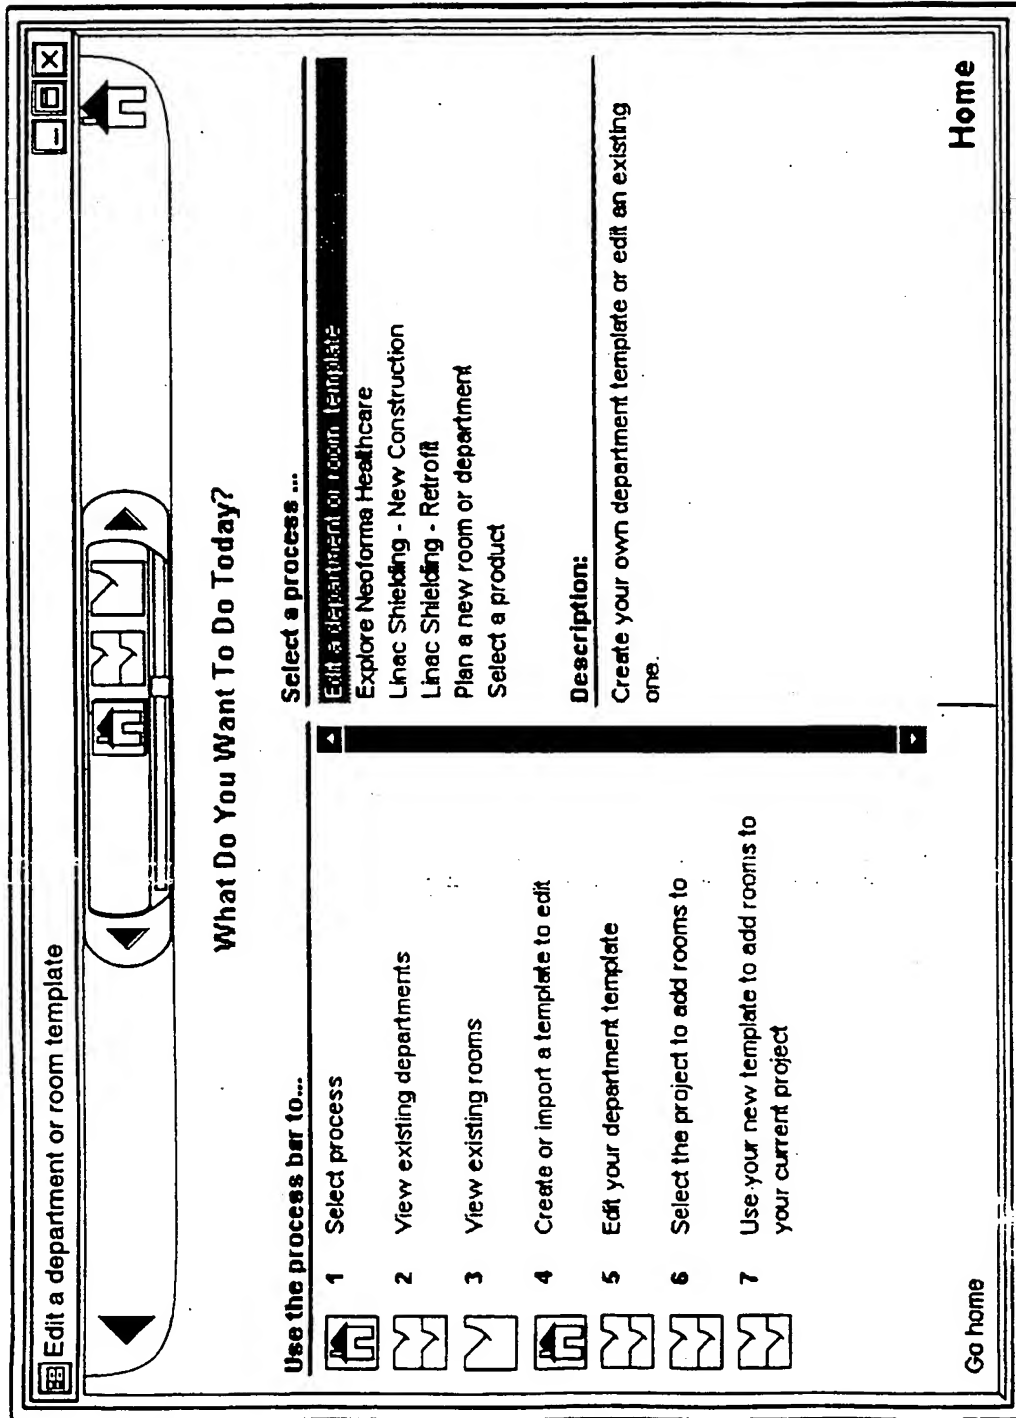 Edit a department or room template
What Do You Want To Do Today?
Use the process bar to...
1 Select process
2 View existing departments
3 View existing rooms
4 Create or import a template to edit
5 Edit your department template
6 Select the project to add rooms to
7 Use your new template to add rooms to
your current project
Select a process ...
Edit a department or room template
Explore Neoforma Healthcare
Linac Shielding - New Construction
Linac Shielding - Retrofit
Plan a new room or department
Select a product
Description:
Create your own department template or edit an existing
one.
Go home
Home